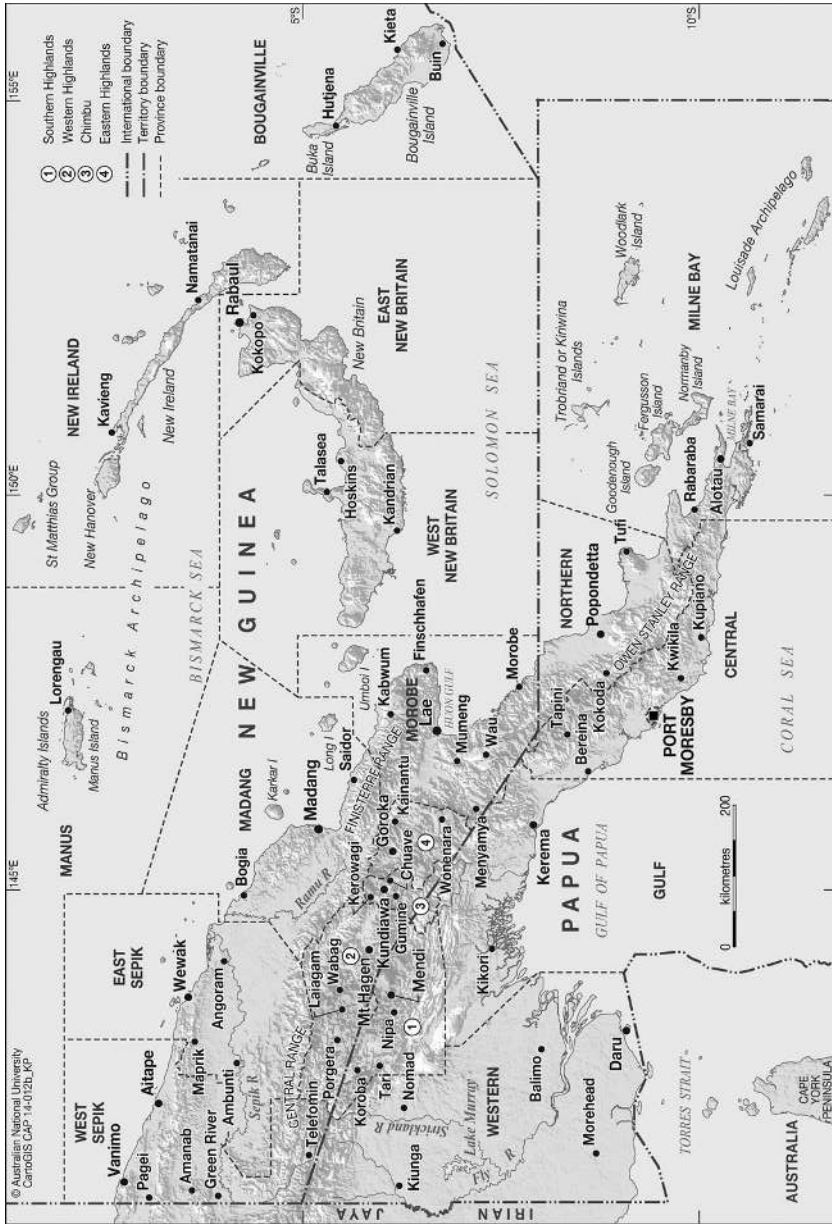 © Australian National University
CartoGIS CAP 14-012b_KP
155°E
150°E
145°E
5°S
10°S
1 Southern Highlands
2 Western Highlands
3 Chimbu
4 Eastern Highlands
International boundary
Territory boundary
Province boundary
WEST
SEPIK
EAST
SEPIK
MANUS
NEW IRELAND
BOUGAINVILLE
Vanimo
Pagei
Aitape
Amanab
Green River
Maprik
Ambunti
Wewak
Angoram
Sepik R
Telefomin
CENTRAL RANGE
Admiralty Islands
Manus Island
Lorengau
Bismarck Archipelago
BISMARCK SEA
St Matthias Group
New Hanover
Kavieng
New Ireland
Namatanai
Rabaul
Kokopo
Buka
Island
Hutjena
Bougainville
Island
Kieta
Buin
NEW GUINEA
MADANG
Bogia
Karkar I
Madang
Ramu R
Long I
Saidor
Umboi I
FINISTERRE RANGE
Kabwum
MOROBE
Finschhafen
Lae
HUON GULF
Mumeng
Wau
Morobe
Talasea
Hoskins
Kandrian
WEST
NEW BRITAIN
EAST
NEW BRITAIN
New Britain
SOLOMON SEA
Porgera
Laiagam
Wabag
Mt Hagen
Kerowagi
Kundiawa
Gumine
Chuave
Goroka
Kainantu
Wonenara
Menyamya
Koroba
Tari
Nipa
Mendi
Nomad
1
2
3
4
Kiunga
Strickland R
Lake Murray
Fly R
WESTERN
Balimo
Morehead
Daru
IRIAN JAYA
Kikori
PAPUA
GULF OF PAPUA
GULF
Kerema
Bereina
Tapini
Kokoda
NORTHERN
Popondetta
Tufi
OWEN STANLEY RANGE
PORT
MORESBY
Kwikila
Kupiano
CENTRAL
CORAL SEA
Trobriand or Kiriwina
Islands
Woodlark
Island
Goodenough
Island
Fergusson
Island
Normanby
Island
MILNE BAY
Rabaraba
Alotau
MILNE BAY
Samarai
Louisade Archipelago
TORRES STRAIT
AUSTRALIA
CAPE
YORK
PENINSULA
0 200
kilometres